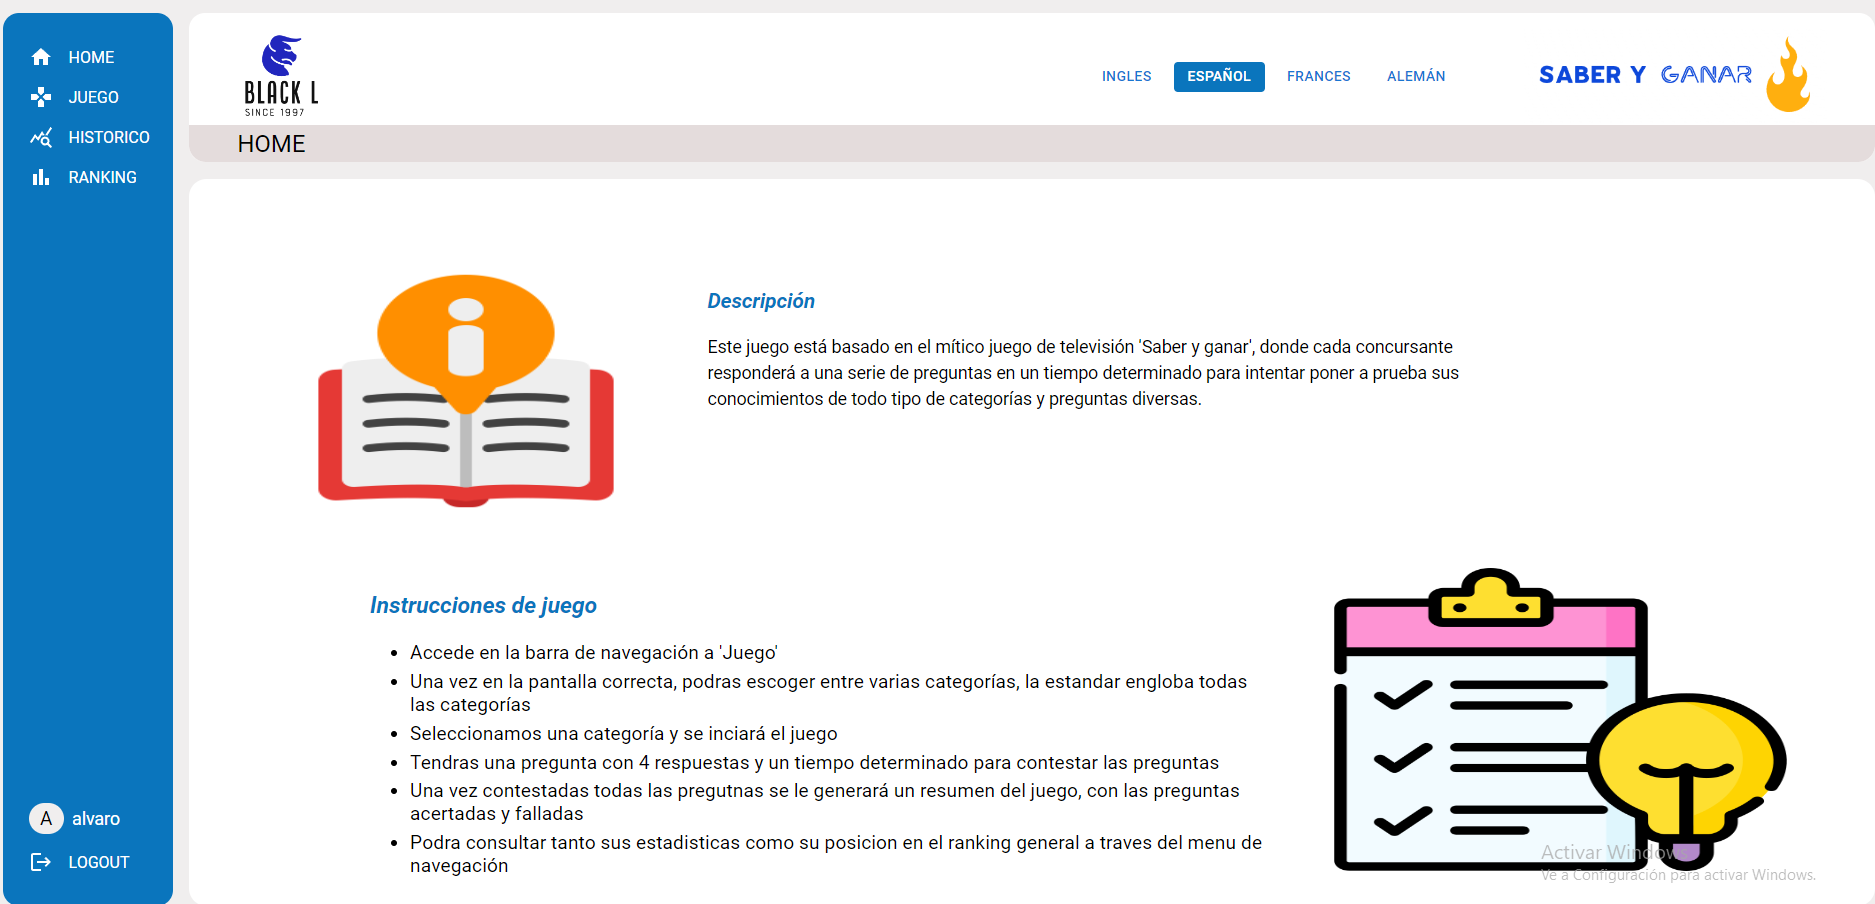 HOME
JUEGO
HISTORICO
RANKING
A alvaro
LOGOUT
BLACK L
SINCE 1997
INGLES ESPAÑOL FRANCES ALEMÁN
SABER Y GANAR
HOME
Descripción
Este juego está basado en el mítico juego de televisión 'Saber y ganar', donde cada concursante
responderá a una serie de preguntas en un tiempo determinado para intentar poner a prueba sus
conocimientos de todo tipo de categorías y preguntas diversas.
Instrucciones de juego
• Accede en la barra de navegación a 'Juego'
• Una vez en la pantalla correcta, podras escoger entre varias categorías, la estandar engloba todas
las categorías
• Seleccionamos una categoría y se inciará el juego
• Tendras una pregunta con 4 respuestas y un tiempo determinado para contestar las preguntas
• Una vez contestadas todas las pregutnas se le generará un resumen del juego, con las preguntas
acertadas y falladas
• Podra consultar tanto sus estadisticas como su posicion en el ranking general a traves del menu de
navegación
Activar Windows
Ve a Configuración para activar Windows.